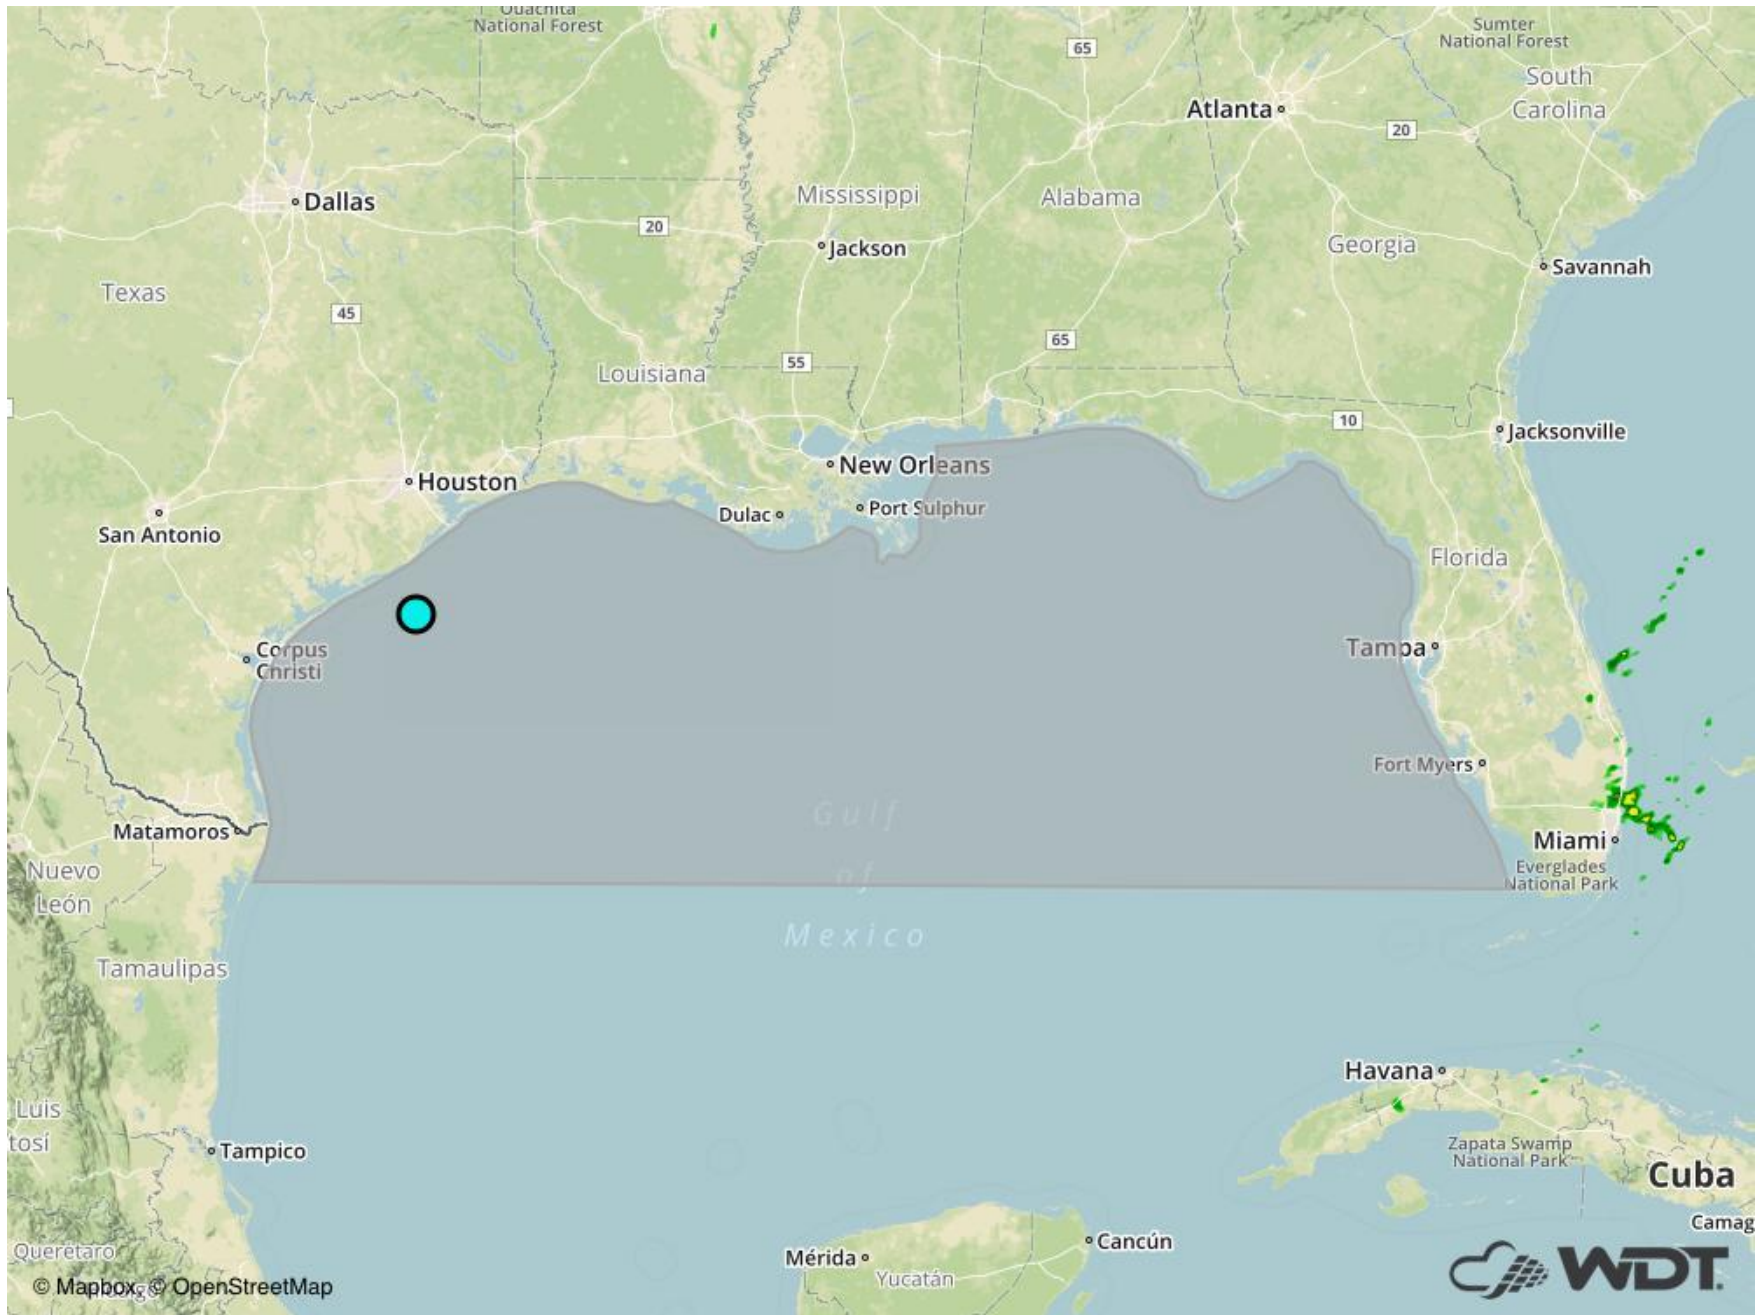 Ouachita
National Forest
65
Sumter
National Forest
South
Carolina
Atlanta
20
Dallas
Mississippi
Alabama
20
Jackson
Georgia
Savannah
Texas
45
65
55
Louisiana
10
Jacksonville
New Orleans
Houston
Port Sulphur
Dulac
San Antonio
Florida
Corpus
Christi
Tampa
Fort Myers
Gulf
of
Mexico
Matamoros
Miami
Everglades
National Park
Nuevo
León
Tamaulipas
Havana
Luis
tosí
Zapata Swamp
National Park
Tampico
Cuba
Camag
Cancún
Mérida
Yucatán
Querétaro
© Mapbox, © OpenStreetMap
WDT